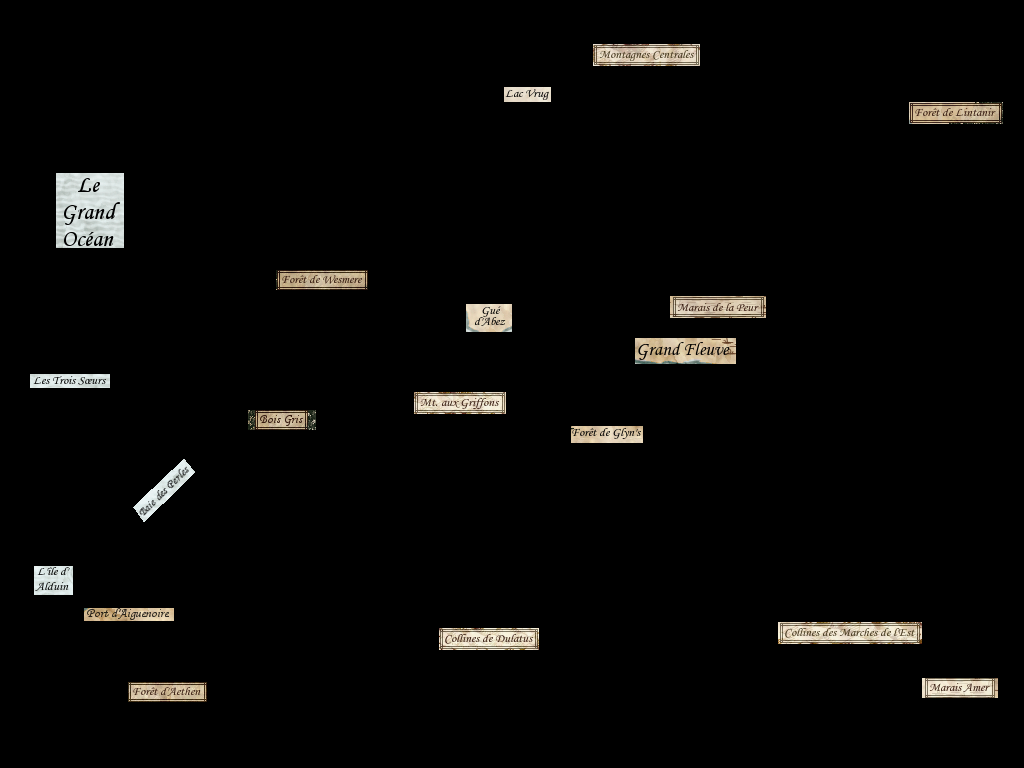 Montagnes Centrales
Lac Vrug
Forêt de Lintanir
Le
Grand
Océan
Forêt de Wesmere
Gué
d'Abez
Marais de la Peur
Grand Fleuve
Les Trois Sœurs
Mt. aux Griffons
Bois Gris
Forêt de Glyn's
Baie des Perles
L'île d'
Alduin
Port d'Aiguenoire
Collines de Dulatus
Collines des Marches de l'Est
Forêt d'Aethen
Marais Amer